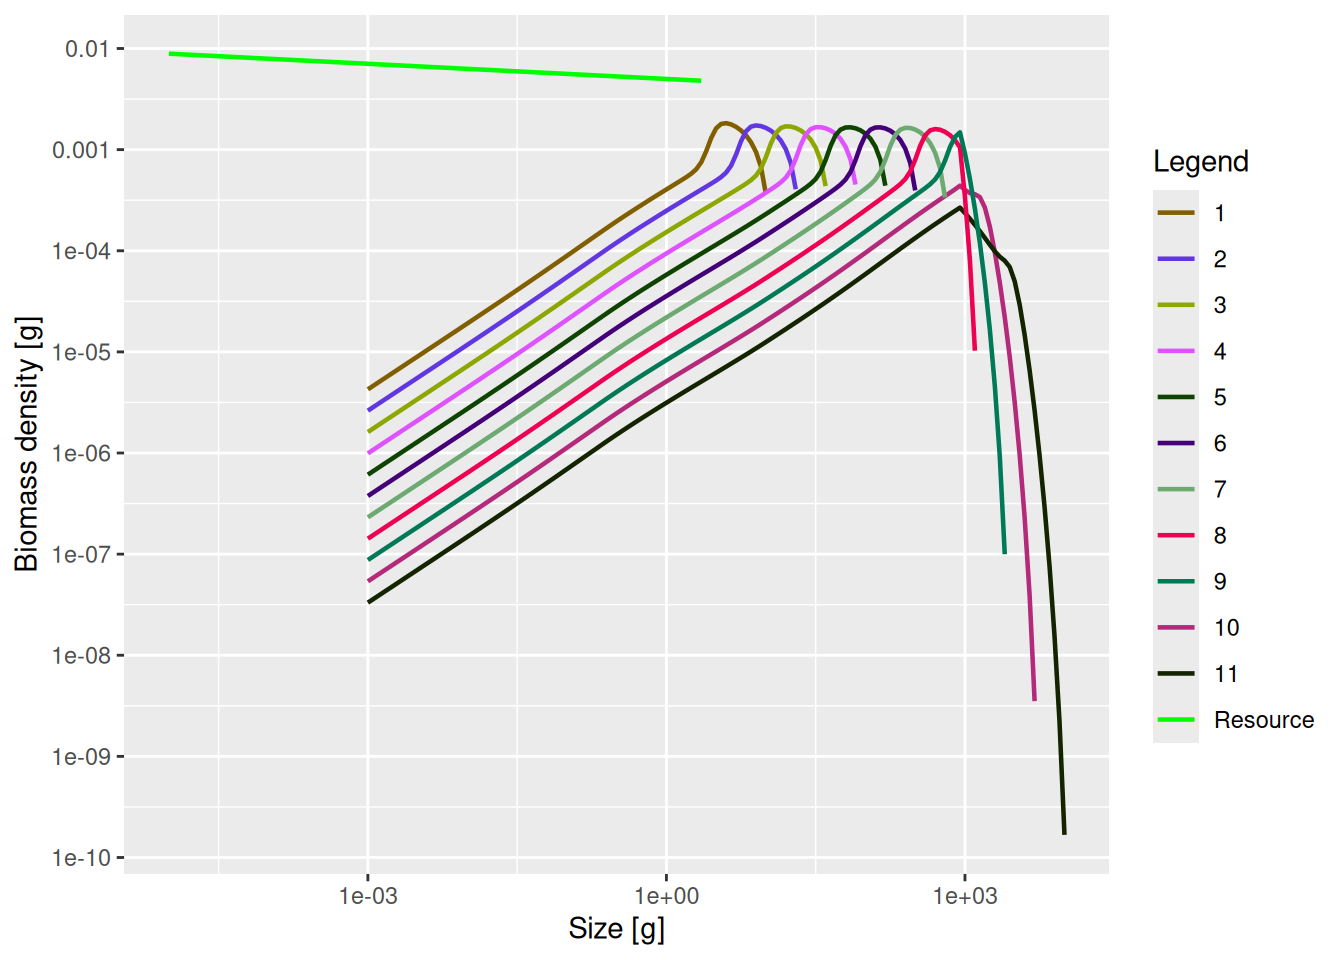 0.01
0.001
1e-04
1e-05
1e-06
1e-07
1e-08
1e-09
1e-10
Biomass density [g]
1e-03 1e+00 1e+03
Size [g]
Legend
1
2
3
4
5
6
7
8
9
10
11
Resource